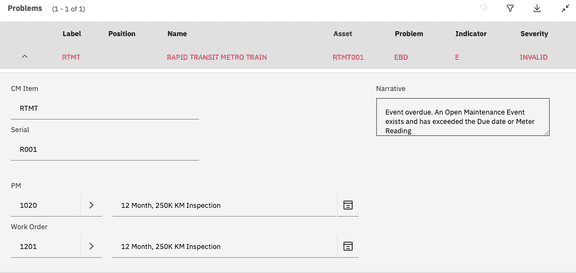 Problems (1 - 1 of 1)
Label Position Name Asset Problem Indicator Severity
RTMT RAPID TRANSIT METRO TRAIN RTMT001 EBD E INVALID
CM Item
RTMT
Serial
R001
Narrative
Event overdue. An Open Maintenance Event
exists and has exceeded the Due date or Meter
Reading
PM
1020 12 Month, 250K KM Inspection
Work Order
1201 12 Month, 250K KM Inspection